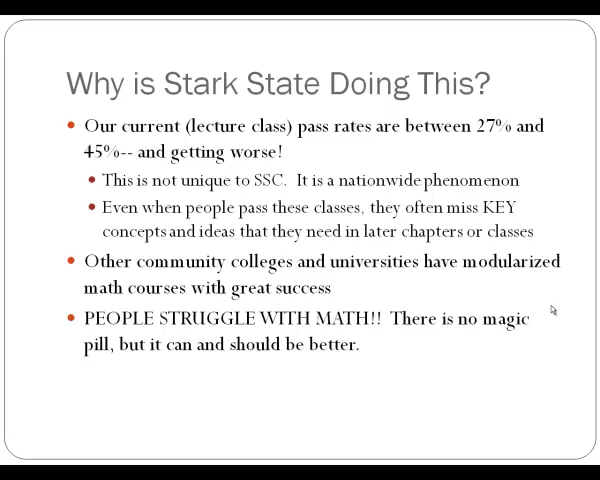 Why is Stark State Doing This?
Our current (lecture class) pass rates are between 27% and
45%-- and getting worse!
This is not unique to SSC. It is a nationwide phenomenon
Even when people pass these classes, they often miss KEY
concepts and ideas that they need in later chapters or classes
Other community colleges and universities have modularized
math courses with great success
PEOPLE STRUGGLE WITH MATH!! There is no magic
pill, but it can and should be better.